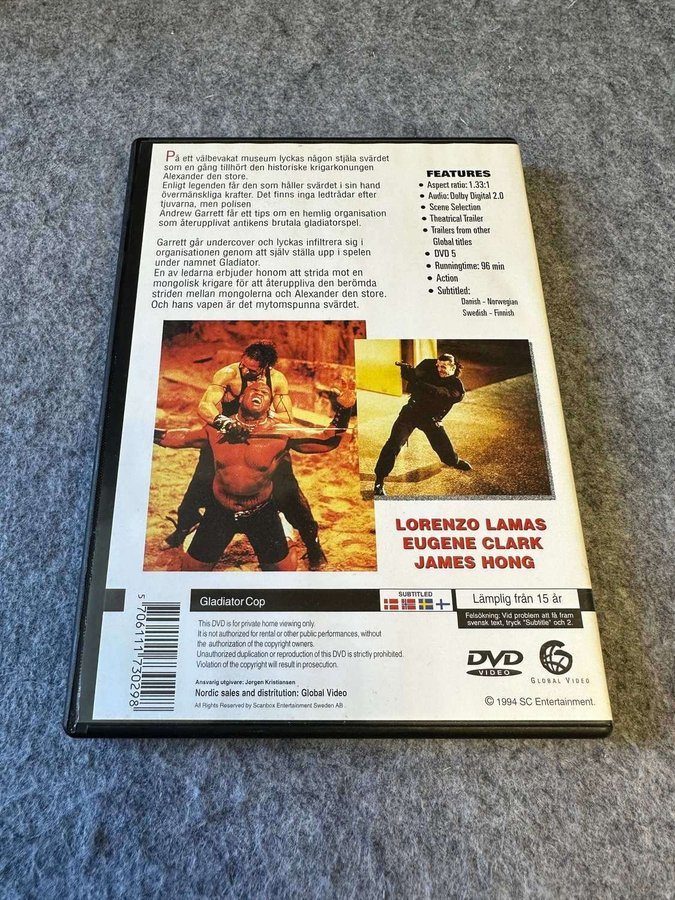 På ett välbevakat museum lyckas någon stjäla svärdet
som en gång tillhört den historiske krigarkonungen
Alexander den store.
Enligt legenden får den som håller svärdet i sin hand
övermänskliga krafter. Det finns inga ledtrådar efter
tjuvarna, men polisen
Andrew Garrett får ett tips om en hemlig organisation
som återupplivat antikens brutala gladiatorspel.
Garrett går undercover och lyckas infiltrera sig i
organisationen genom att själv ställa upp i spelen
under namnet Gladiator.
En av ledarna erbjuder honom att strida mot en
mongolisk krigare för att återuppliva den berömda
striden mellan mongolerna och Alexander den store.
Och hans vapen är det mytomspunna svärdet.
FEATURES
• Aspect ratio: 1.33:1
• Audio: Dolby Digital 2.0
• Scene Selection
• Theatrical Trailer
• Trailers from other
Global titles
• DVD 5
• Runningtime: 96 min
• Action
• Subtitled:
Danish - Norwegian
Swedish - Finnish
LORENZO LAMAS
EUGENE CLARK
JAMES HONG
5 706111 730298
Gladiator Cop
SUBTITLED
Lämplig från 15 år
Felsökning: Vid problem att få fram
svensk text, tryck "Subtitle" och 2.
This DVD is for private home viewing only.
It is not authorized for rental or other public performances, without
the authorization of the copyright owners.
Unauthorized duplication or reproduction of this DVD is strictly prohibited.
Violation of the copyright will result in prosecution.
Ansvarig utgivare: Jørgen Kristiansen
Nordic sales and distritution: Global Video
All Rights Reserved by Scanbox Entertainment Sweden AB.
DVD
VIDEO
GLOBAL VIDEO
© 1994 SC Entertainment.